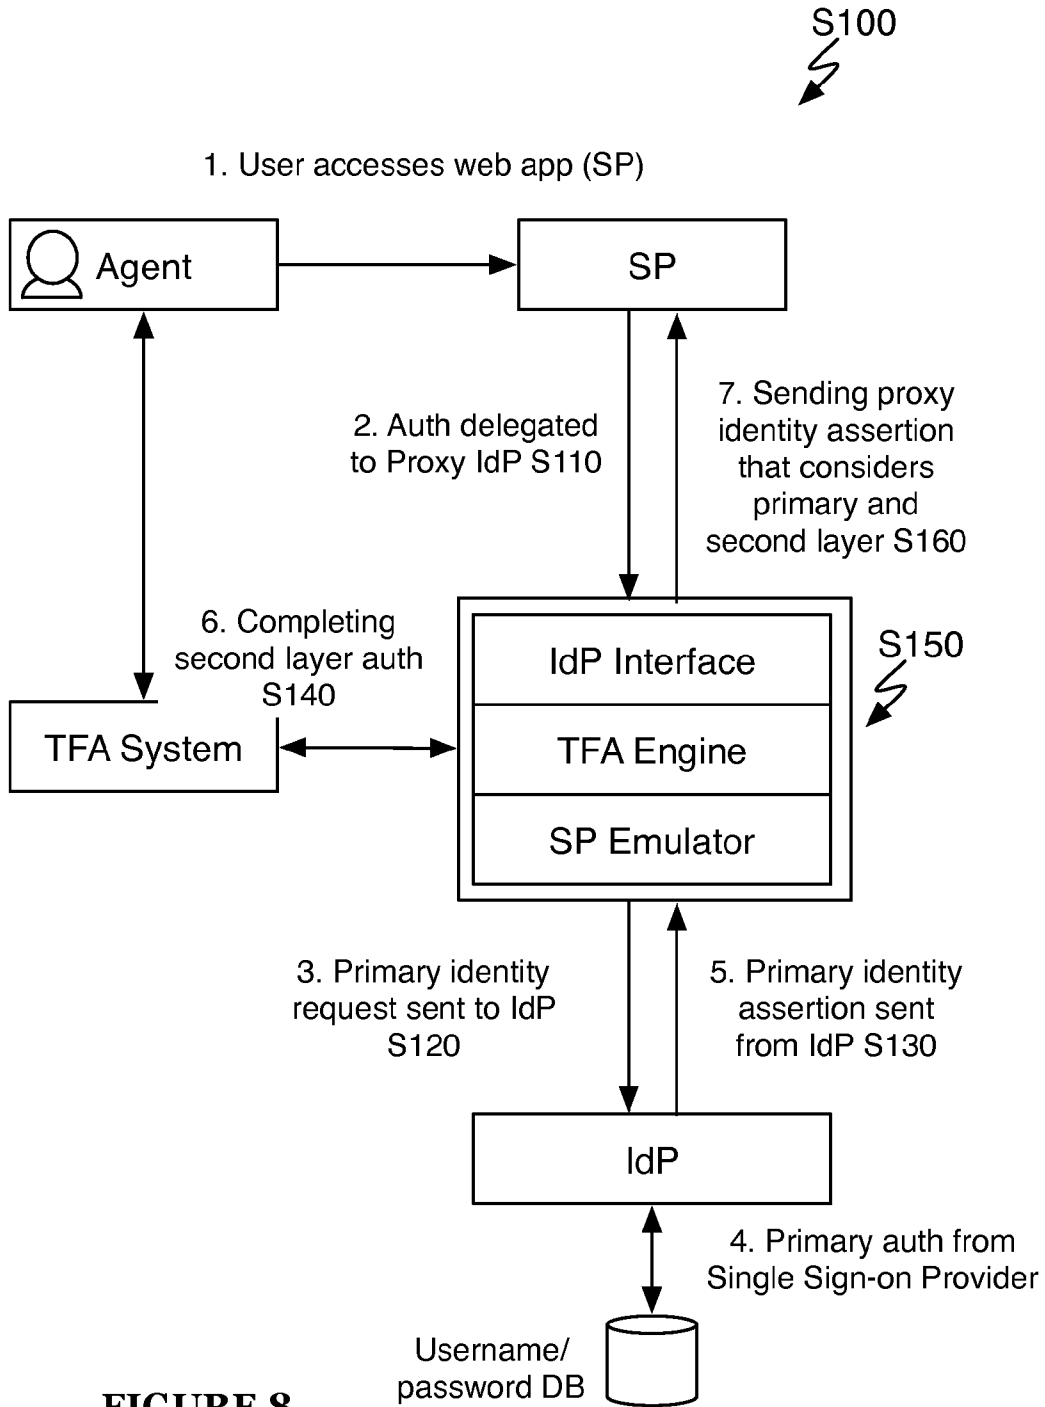 S100
1. User accesses web app (SP)
Agent
SP
2. Auth delegated
to Proxy IdP S110
7. Sending proxy
identity assertion
that considers
primary and
second layer S160
6. Completing
second layer auth
S140
IdP Interface
S150
TFA System
TFA Engine
SP Emulator
3. Primary identity
request sent to IdP
S120
5. Primary identity
assertion sent
from IdP S130
IdP
4. Primary auth from
Single Sign-on Provider
Username/
password DB
FIGURE 8